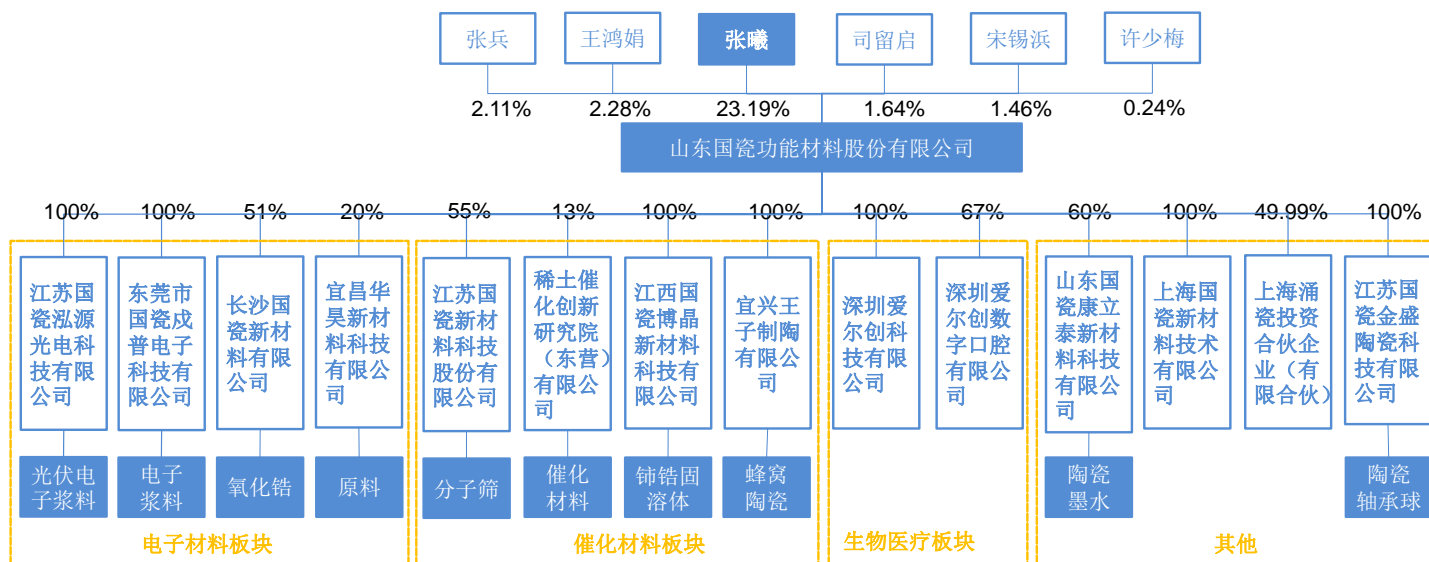 张兵
王鸿娟
张曦
司留启
宋锡浜
许少梅
2.11%
2.28%
23.19%
1.64%
1.46%
0.24%
山东国瓷功能材料股份有限公司
100%
100%
51%
20%
55%
13%
100%
100%
100%
67%
60%
100%
49.99%
100%
江苏国
瓷泓源
光电科
技有限
公司
东莞市
国瓷戍
普电子
科技有
限公司
长沙国
瓷新材
料有限
公司
宜昌华
昊新材
料科技
有限公
司
江苏国
瓷新材
料科技
股份有
限公司
稀土催
化创新
研究院
（东营）
有限公
司
江西国
瓷博晶
新材料
科技有
限公司
宜兴王
子制陶
有限公
司
深圳爱
尔创科
技有限
公司
深圳爱
尔创数
字口腔
有限公
司
山东国
瓷康立
泰新材
料科技
有限公
司
上海国
瓷新材
料技术
有限公
司
上海涌
瓷投资
合伙企
业（有
限合伙）
江苏国
瓷金盛
陶瓷科
技有限
公司
光伏电
子浆料
电子
浆料
氧化锆
原料
分子筛
催化
材料
铈锆固
溶体
蜂窝
陶瓷
陶瓷
墨水
陶瓷
轴承球
电子材料板块
催化材料板块
生物医疗板块
其他